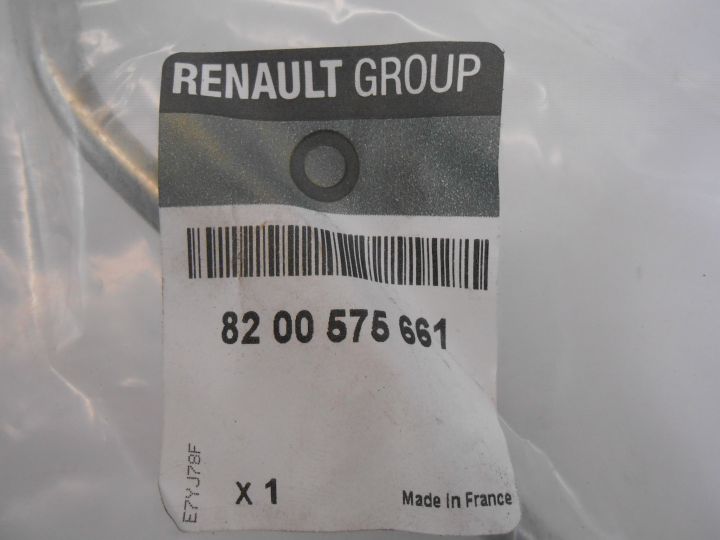 RENAULT GROUP
82 00 575 661
E7YJ78F
X 1
Made in France